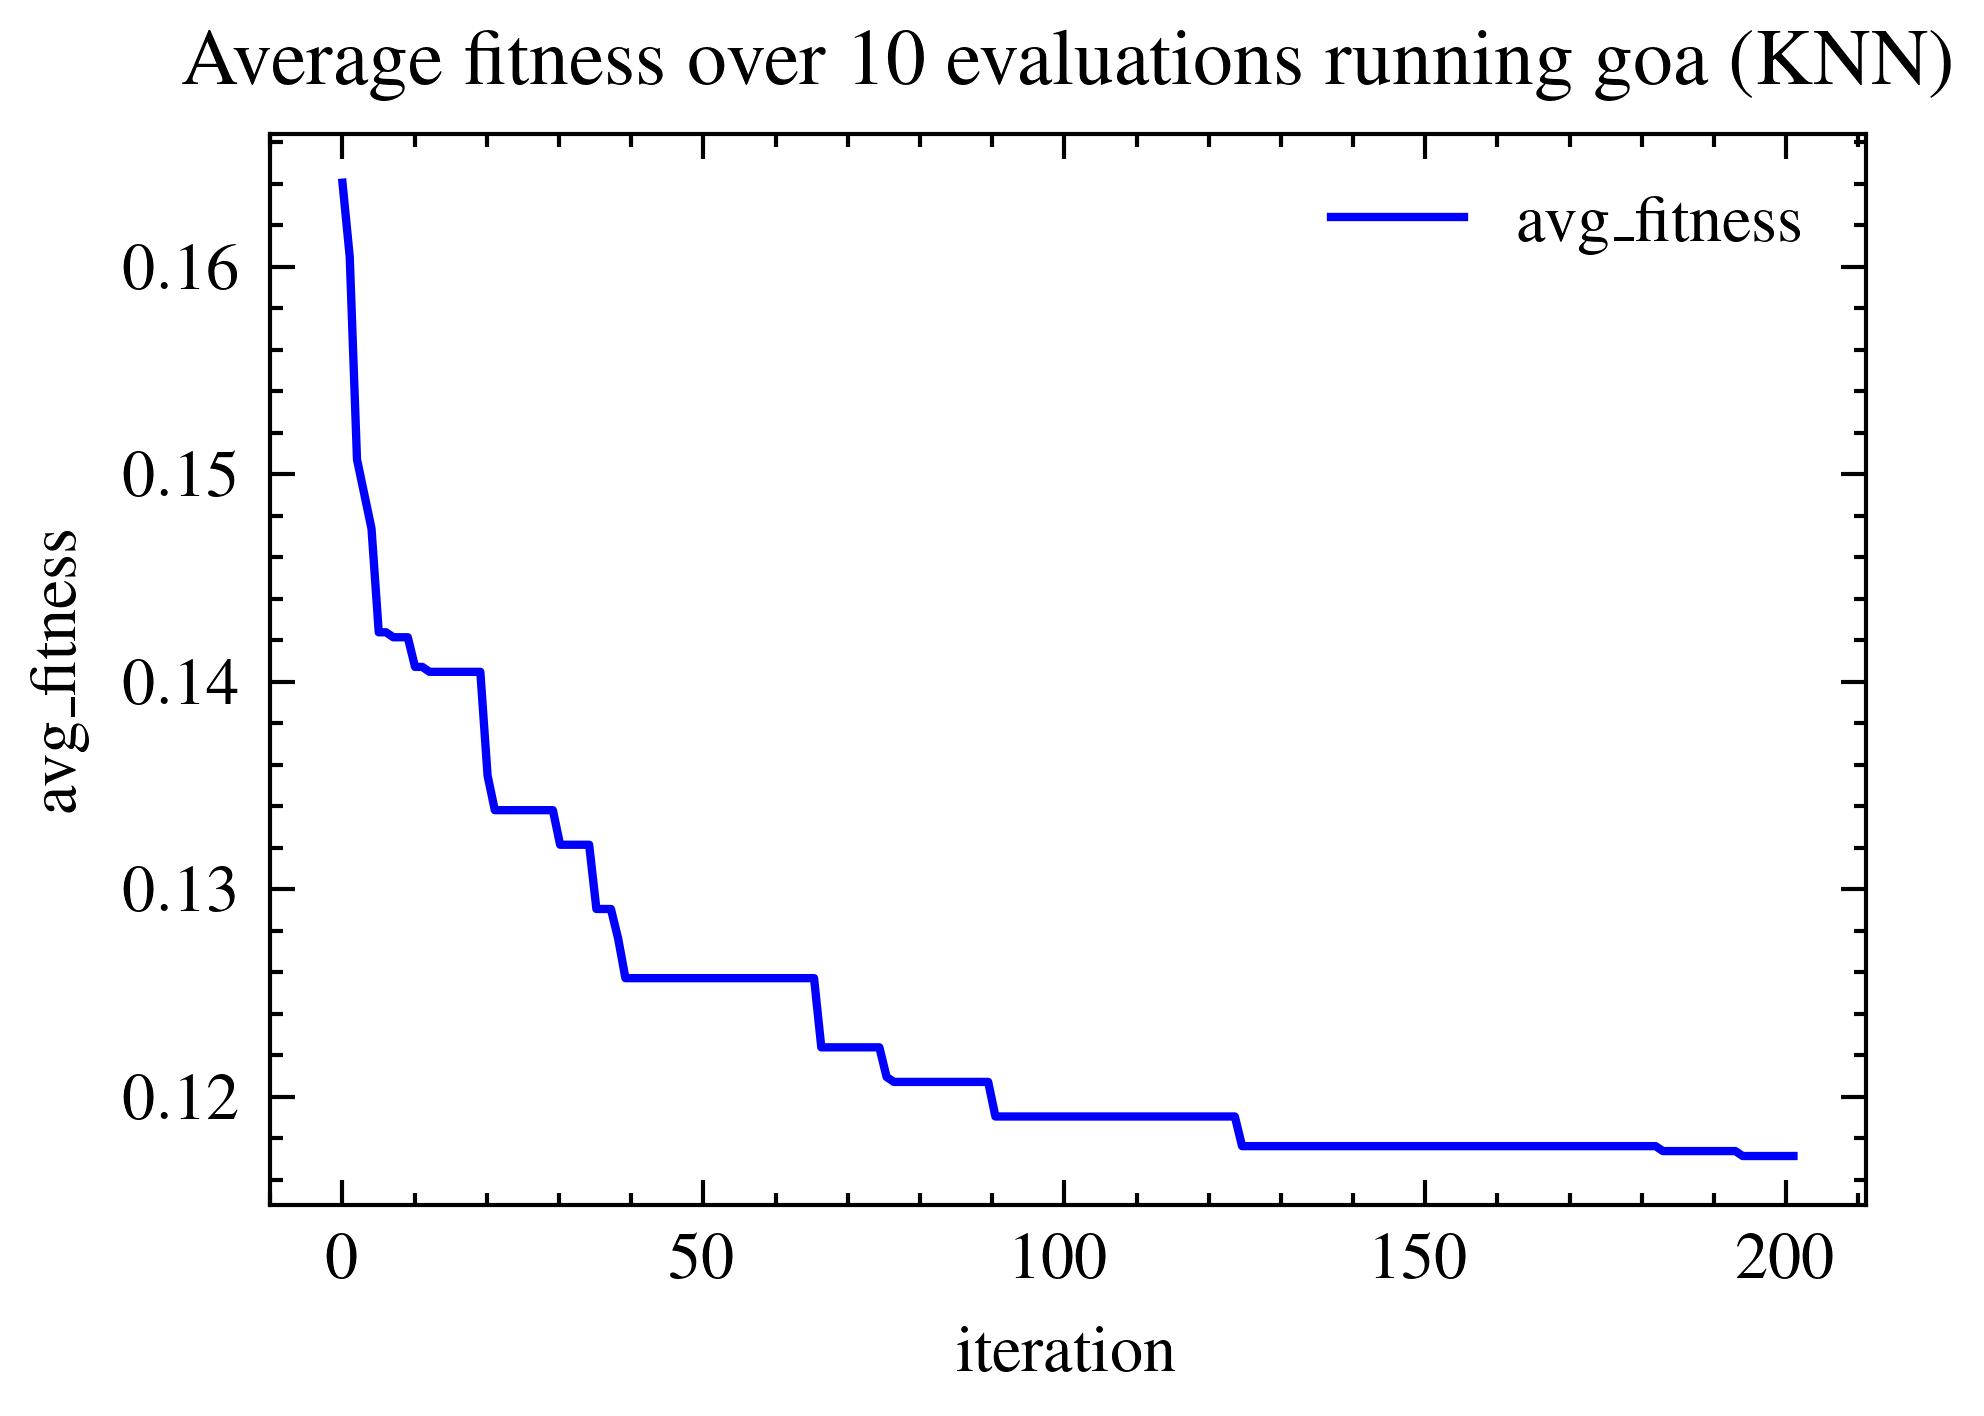 Average fitness over 10 evaluations running goa (KNN)
avg_fitness
0.16
0.15
0.14
0.13
0.12
avg_fitness
0 50 100 150 200
iteration